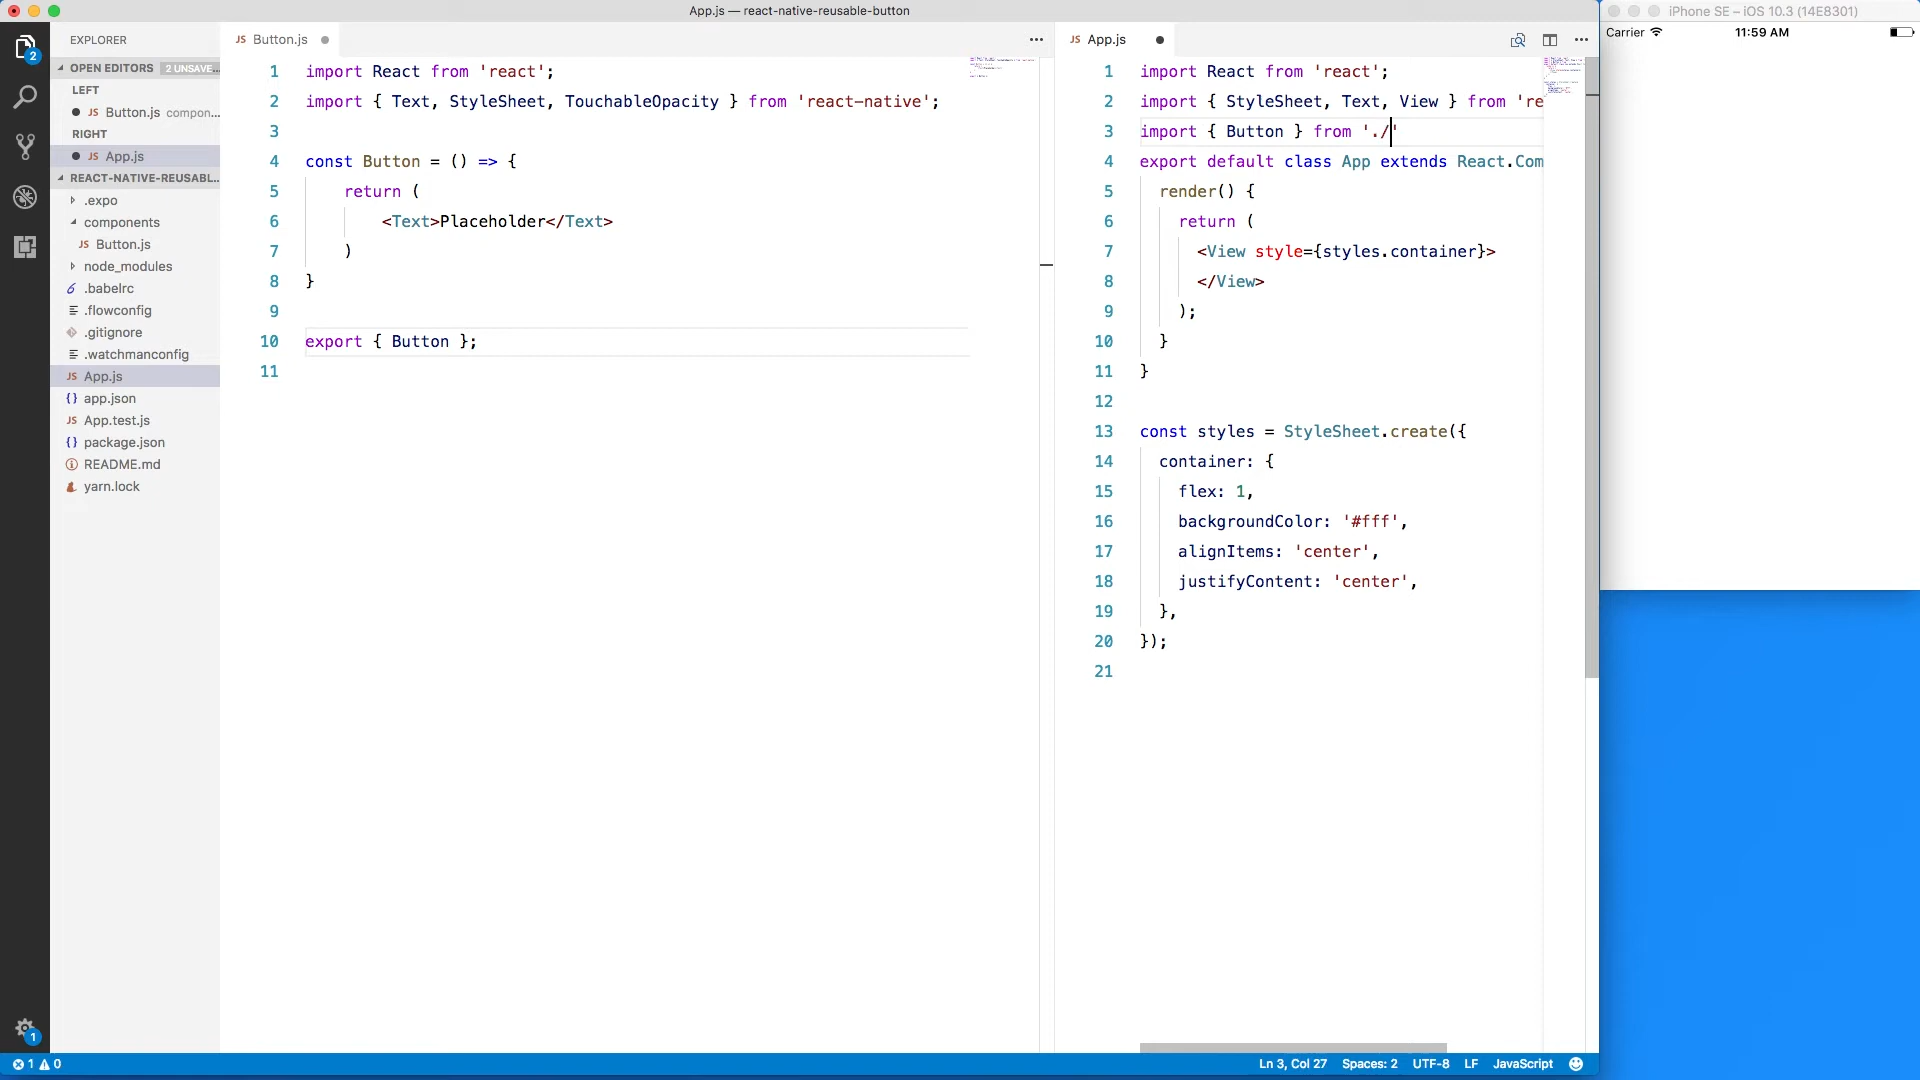 App.js — react-native-reusable-button
iPhone SE – iOS 10.3 (14E8301)
Carrier
11:59 AM
EXPLORER
OPEN EDITORS
2 UNSAVE...
LEFT
JS Button.js compon...
RIGHT
JS App.js
REACT-NATIVE-REUSABL...
.expo
components
JS Button.js
node_modules
.babelrc
.flowconfig
.gitignore
.watchmanconfig
JS App.js
{} app.json
JS App.test.js
{} package.json
README.md
yarn.lock
2
1
JS Button.js
1 import React from 'react';
2 import { Text, StyleSheet, TouchableOpacity } from 'react-native';
3
4 const Button = () => {
5 return (
6 <Text>Placeholder</Text>
7 )
8 }
9
10 export { Button };
11
JS App.js
1 import React from 'react';
2 import { StyleSheet, Text, View } from 're
3 import { Button } from './'
4 export default class App extends React.Com
5 render() {
6 return (
7 <View style={styles.container}>
8 </View>
9 );
10 }
11 }
12
13 const styles = StyleSheet.create({
14 container: {
15 flex: 1,
16 backgroundColor: '#fff',
17 alignItems: 'center',
18 justifyContent: 'center',
19 },
20 });
21
1 0
Ln 3, Col 27
Spaces: 2
UTF-8
LF
JavaScript